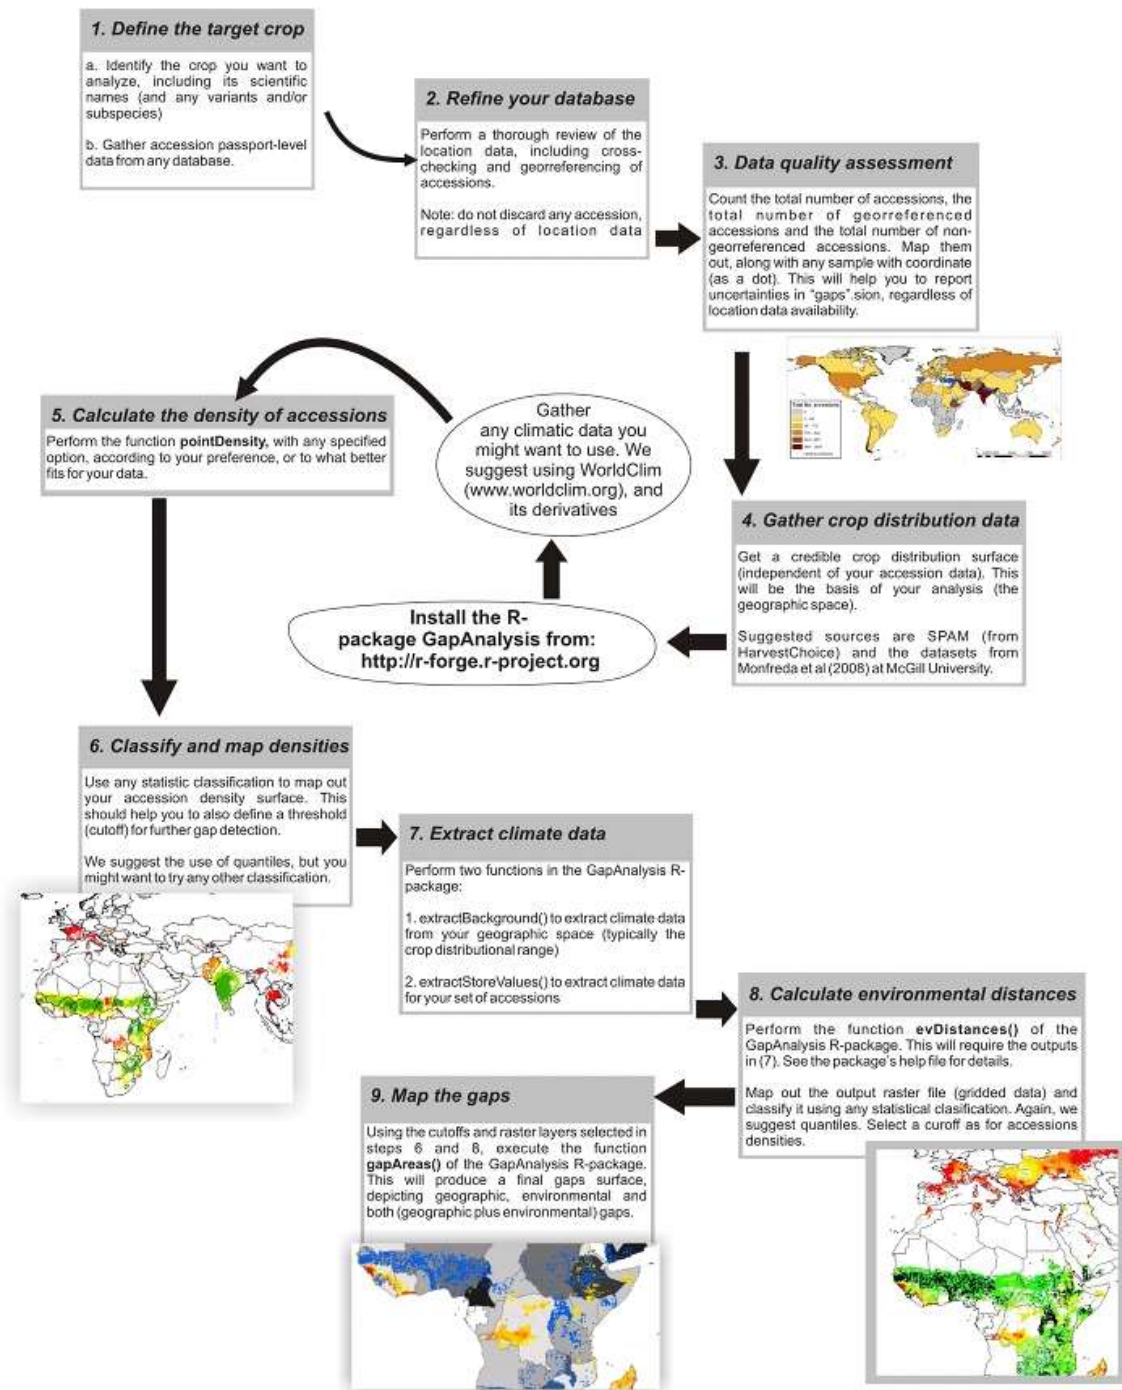 1. Define the target crop
a. Identify the crop you want to
analyze, including its scientific
names (and any variants and/or
subspecies)
b. Gather accession passport-level
data from any database.
2. Refine your database
Perform a thorough review of the
location data, including cross-
checking and georreferencing of
accessions.
Note: do not discard any accession,
regardless of location data
3. Data quality assessment
Count the total number of accessions, the
total number of georreferenced
accessions and the total number of non-
georreferenced accessions. Map them
out, along with any sample with coordinate
(as a dot). This will help you to report
uncertainties in "gaps".sion, regardless of
location data availability.
4. Gather crop distribution data
Get a credible crop distribution surface
(independent of your accession data). This
will be the basis of your analysis (the
geographic space).
Suggested sources are SPAM (from
HarvestChoice) and the datasets from
Monfreda et al (2008) at McGill University.
Install the R-
package GapAnalysis from:
http://r-forge.r-project.org
Gather
any climatic data you
might want to use. We
suggest using WorldClim
(www.worldclim.org), and
its derivatives
5. Calculate the density of accessions
Perform the function pointDensity, with any specified
option, according to your preference, or to what better
fits for your data.
6. Classify and map densities
Use any statistic classification to map out
your accession density surface. This
should help you to also define a threshold
(cutoff) for further gap detection.
We suggest the use of quantiles, but you
might want to try any other classification.
7. Extract climate data
Perform two functions in the GapAnalysis R-
package:
1. extractBackground() to extract climate data
from your geographic space (typically the
crop distributional range)
2. extractStoreValues() to extract climate data
for your set of accessions
8. Calculate environmental distances
Perform the function evDistances() of the
GapAnalysis R-package. This will require the outputs
in (7). See the package's help file for details.
Map out the output raster file (gridded data) and
classify it using any statistical clasification. Again, we
suggest quantiles. Select a curoff as for accessions
densities.
9. Map the gaps
Using the cutoffs and raster layers selected in
steps 6 and 8, execute the function
gapAreas() of the GapAnalysis R-package.
This will produce a final gaps surface,
depicting geographic, environmental and
both (geographic plus environmental) gaps.